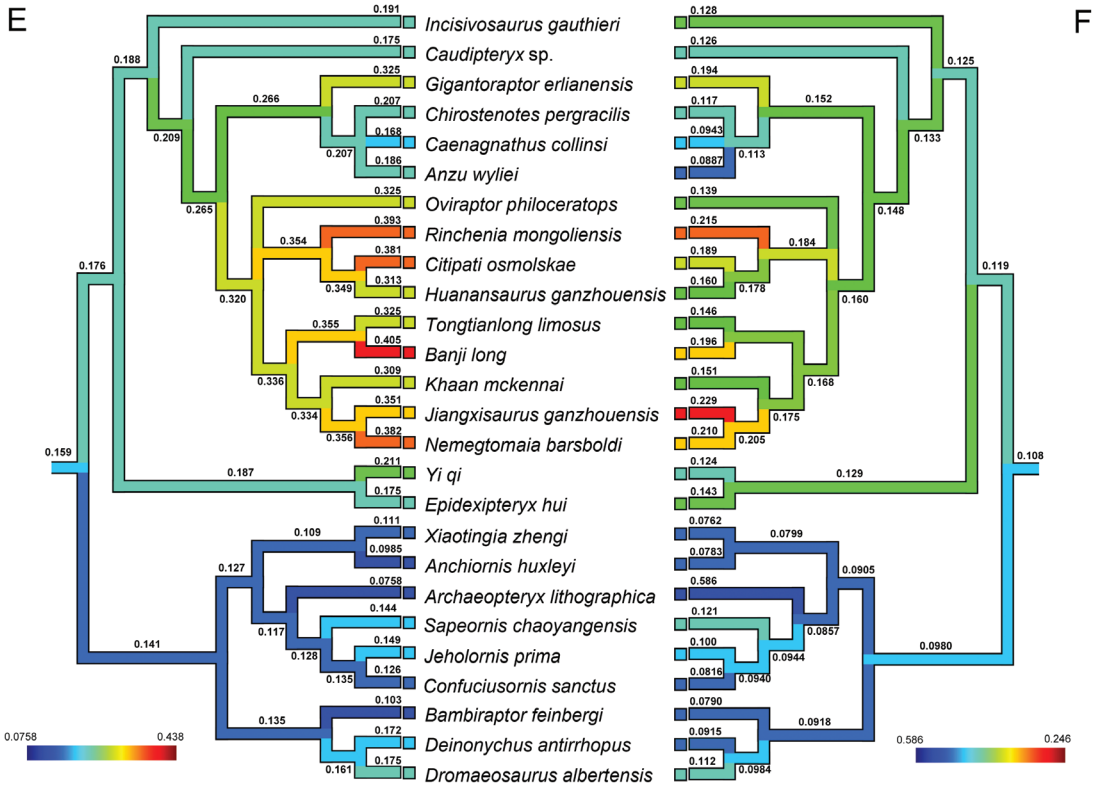 E
F
0.191 Incisivosaurus gauthieri 0.128
0.175 Caudipteryx sp. 0.126
0.188
0.125
0.325 Gigantoraptor erlianensis 0.194
0.266
0.152
0.207 Chirostenotes pergracilis 0.117
0.209
0.133
0.168 Caenagnathus collinsi 0.0943
0.207
0.113
0.186 Anzu wyliei 0.0887
0.325 Oviraptor philoceratops 0.139
0.265
0.148
0.393 Rinchenia mongoliensis 0.215
0.354
0.184
0.381 Citipati osmolskae 0.189
0.176
0.119
0.349
0.178
0.313 Huanansaurus ganzhouensis 0.160
0.320
0.160
0.325 Tongtianlong limosus 0.146
0.355
0.405 Banji long 0.196
0.336
0.168
0.309 Khaan mckennai 0.151
0.334
0.175
0.351 Jiangxisaurus ganzhouensis 0.229
0.356
0.205
0.382 Nemegtomaia barsboldi 0.210
0.159
0.108
0.211 Yi qi 0.124
0.187
0.129
0.175 Epidexipteryx hui 0.143
0.111 Xiaotingia zhengi 0.0762
0.109
0.0799
0.0985 Anchiornis huxleyi 0.0783
0.127
0.0905
0.0758 Archaeopteryx lithographica 0.586
0.117
0.0857
0.144 Sapeornis chaoyangensis 0.121
0.141
0.0980
0.128
0.0944
0.149 Jeholornis prima 0.100
0.135
0.0940
0.126 Confuciusornis sanctus 0.0816
0.103 Bambiraptor feinbergi 0.0790
0.135
0.0918
0.172 Deinonychus antirrhopus 0.0915
0.161
0.0984
0.175 Dromaeosaurus albertensis 0.112
0.0758 0.438
0.586 0.246